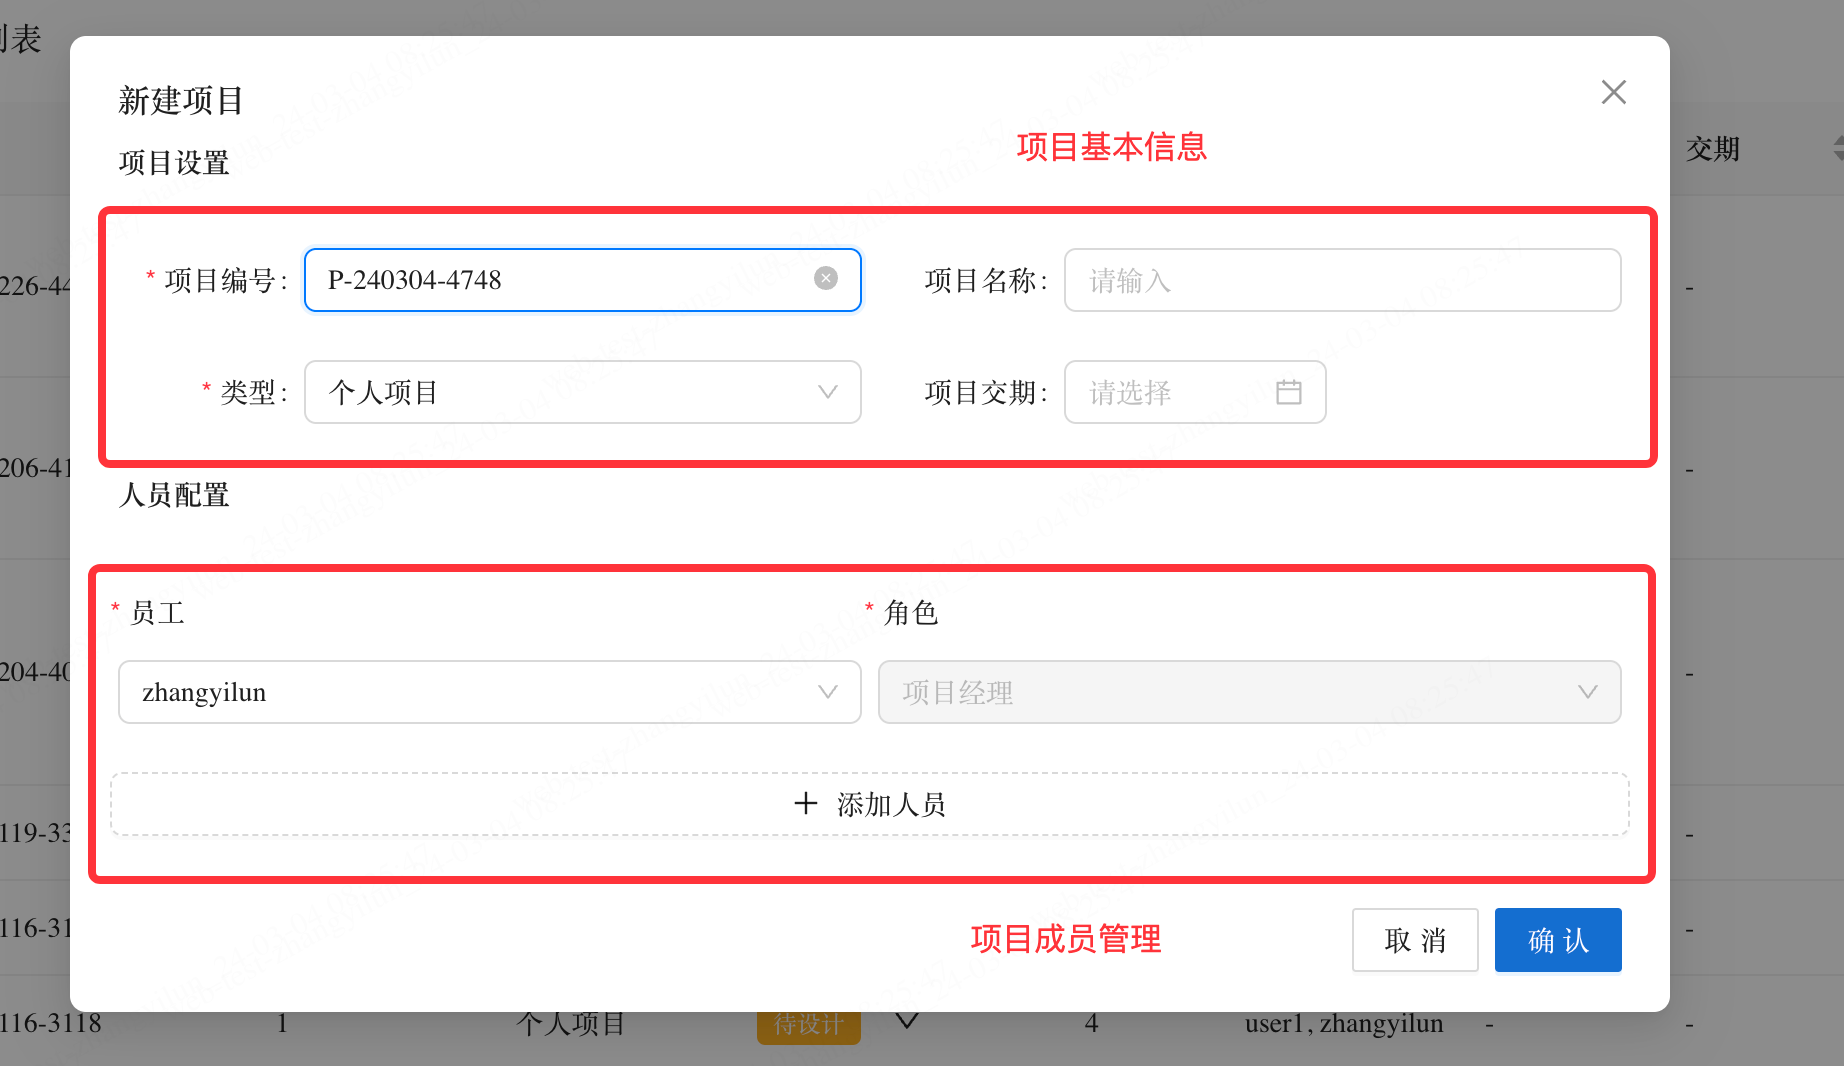 列表
新建项目
项目设置
项目基本信息
交期
* 项目编号: P-240304-4748
项目名称: 请输入
226-44
-
* 类型: 个人项目
项目交期: 请选择
206-41
-
人员配置
* 员工
* 角色
zhangyilun
项目经理
204-40
-
+ 添加人员
119-33
-
116-31
-
项目成员管理
取 消
确 认
116-3118
1
个人项目
待设计
4
user1, zhangyilun
-
-